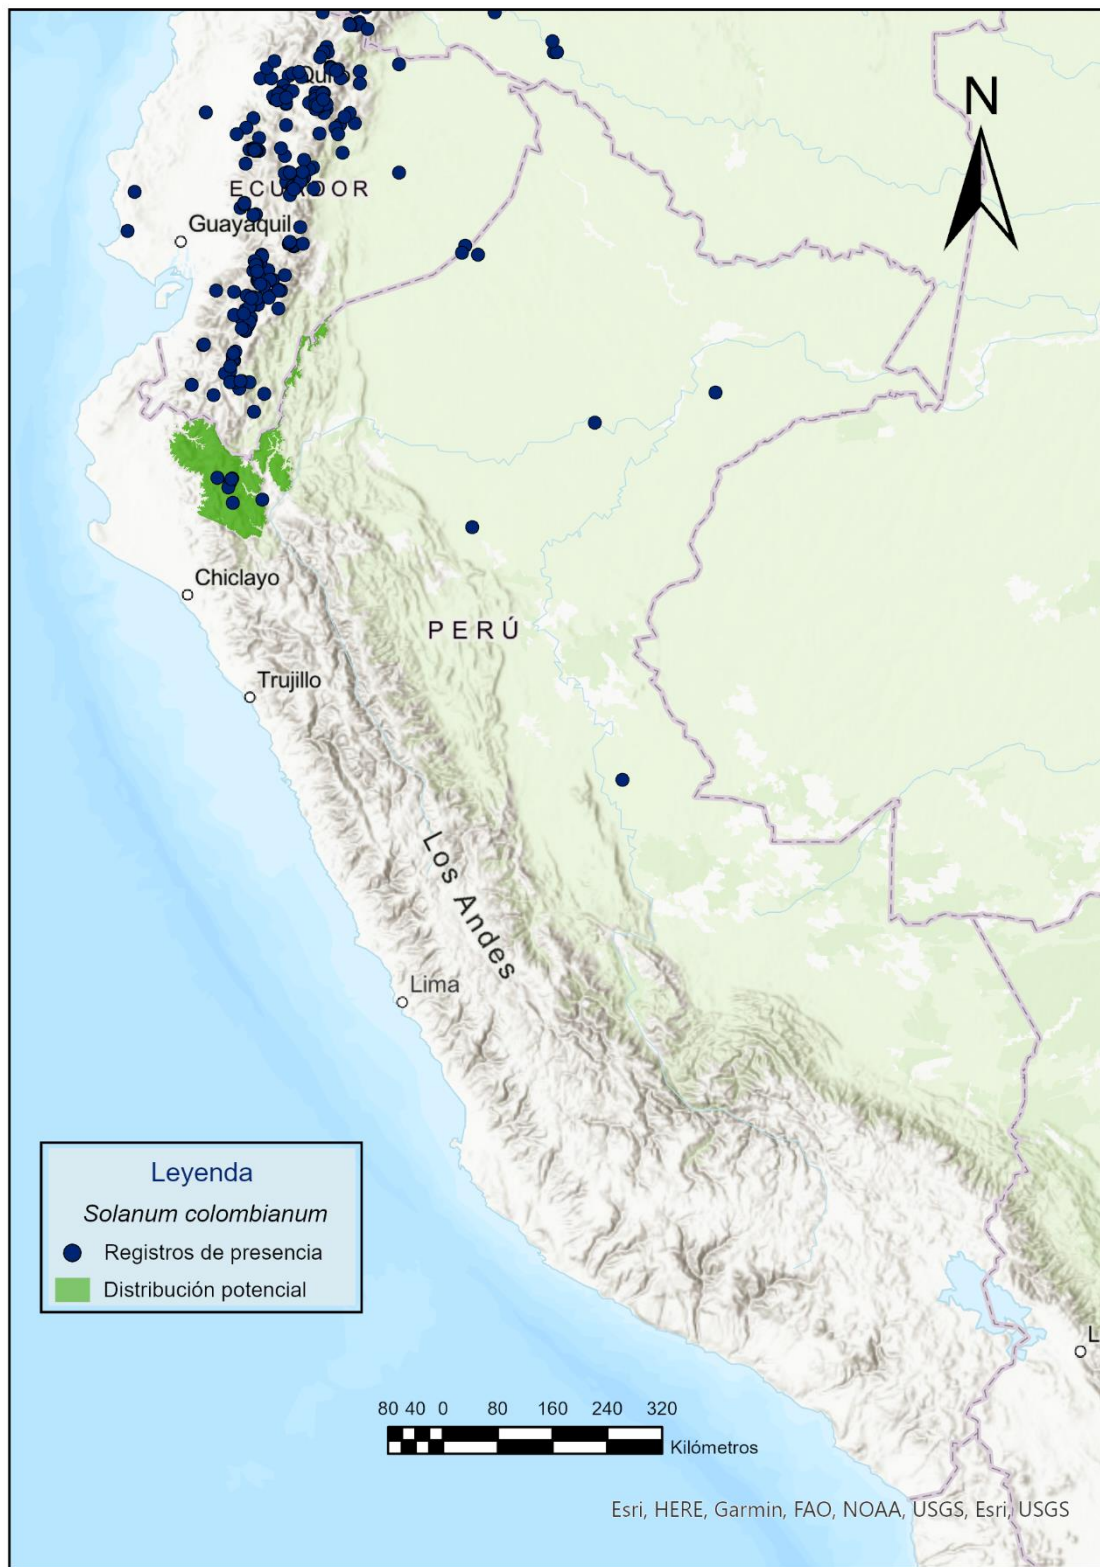 Quito
N
ECUADOR
Guayaquil
Chiclayo
PERÚ
Trujillo
Los Andes
Lima
Leyenda
Solanum colombianum
Registros de presencia
Distribución potencial
L
80 40 0 80 160 240 320
Kilómetros
Esri, HERE, Garmin, FAO, NOAA, USGS, Esri, USGS